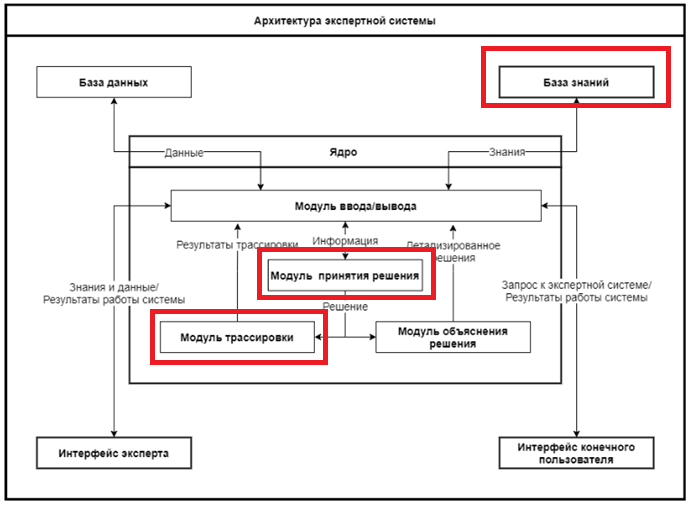 Архитектура экспертной системы
База данных
База знаний
Данные
Ядро
Знания
Модуль ввода/вывода
Результаты трассировки
Информация
Детализированное
решения
Модуль принятия решения
Знания и данные/
Результаты работы системы
Запрос к экспертной системе/
Результаты работы системы
Решение
Модуль трассировки
Модуль объяснения
решения
Интерфейс эксперта
Интерфейс конечного
пользователя